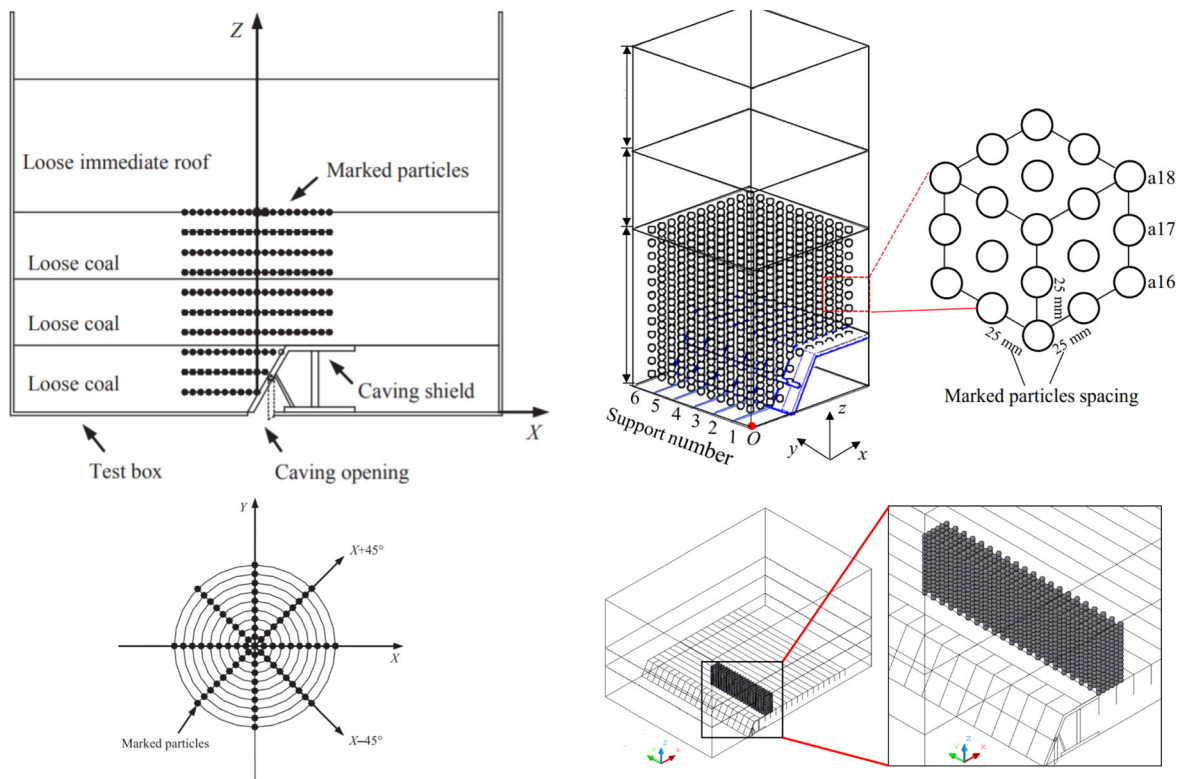 Z
Loose immediate roof
Marked particles
Loose coal
Loose coal
Loose coal
Caving shield
X
Test box
Caving opening
a18
a17
a16
25 mm
25 mm
25 mm
Marked particles spacing
6
5
4
3
2
1
O
Support number
z
y
x
Y
X+45°
X
X−45°
Marked particles
Y
Z
X
Y
Z
X